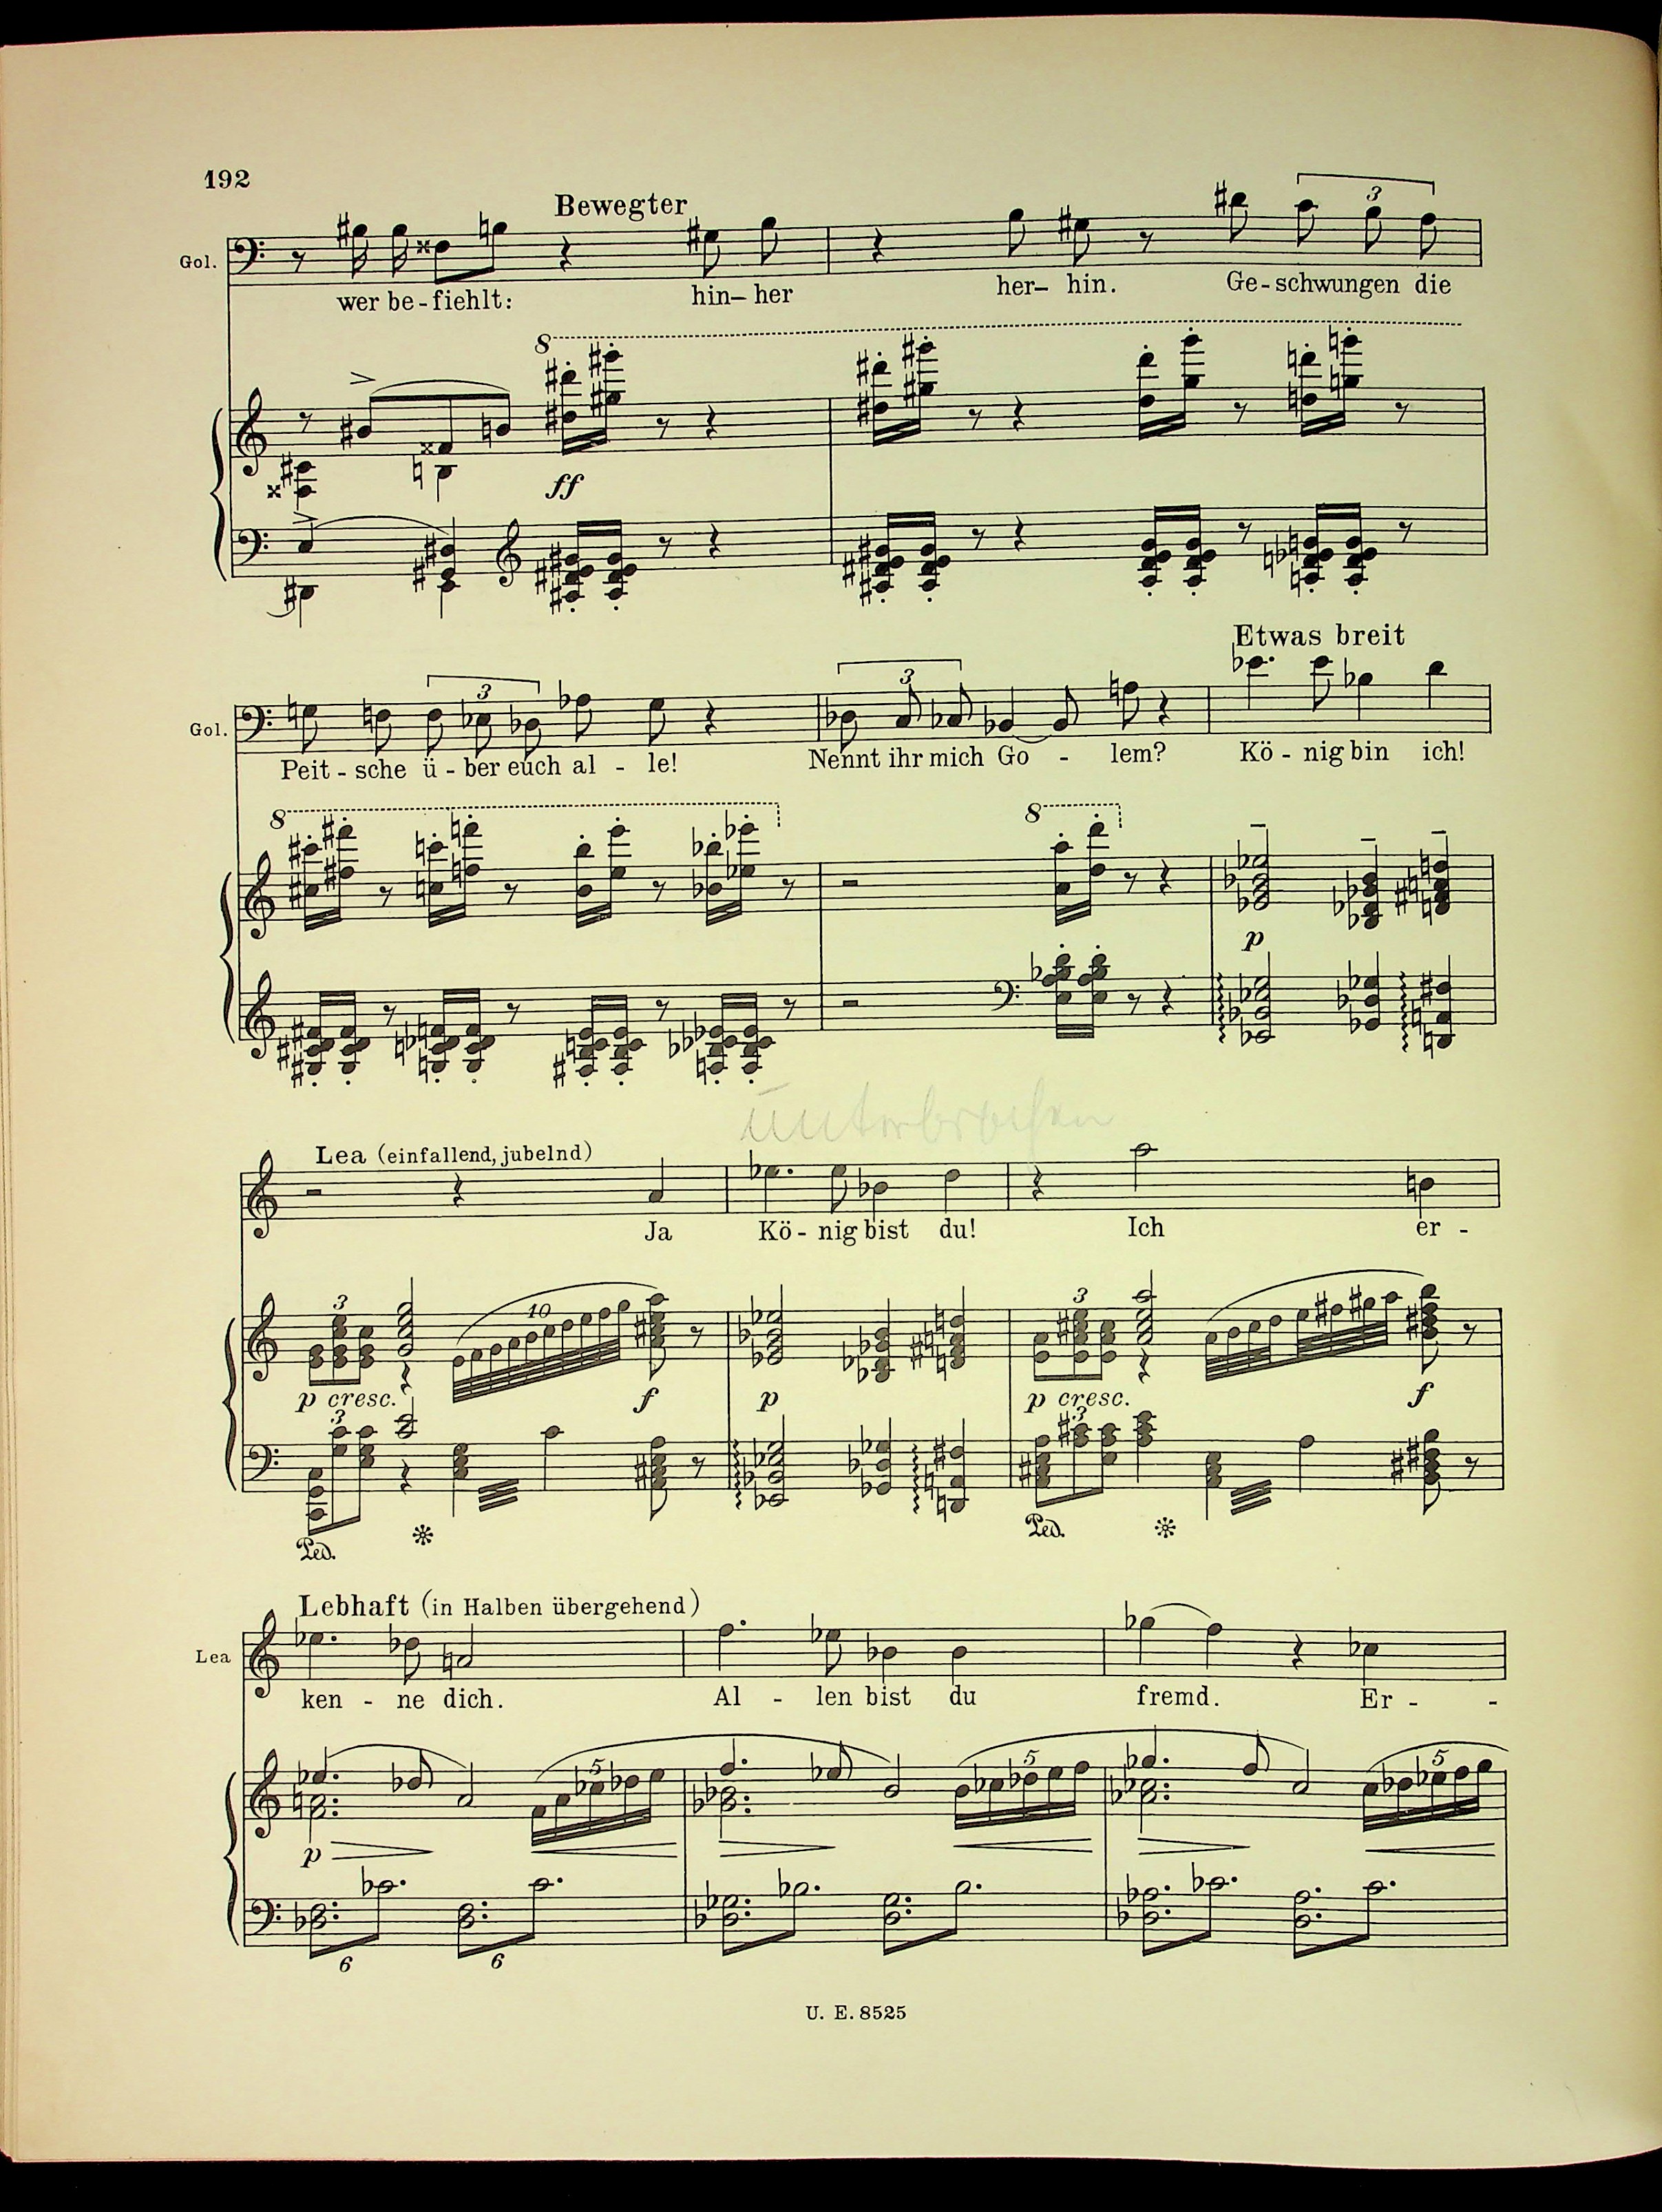 192
Bewegter
3
Gol.
wer be-fiehlt: hin- her her- hin. Ge-schwungen die
8
ff
Etwas breit
3 3
Gol.
Peit - sche ü - ber euch al - le! Nennt ihr mich Go - lem? Kö - nig bin ich!
8 8
p
unterbrochen
Lea (einfallend, jubelnd)
Ja Kö - nig bist du! Ich er -
3 10 3
p cresc. f p p cresc. f
3 3
Ped. Ped.
Lebhaft (in Halben übergehend)
Lea
ken - ne dich. Al - len bist du fremd. Er - -
5 5 5
p
6 6
U. E. 8525